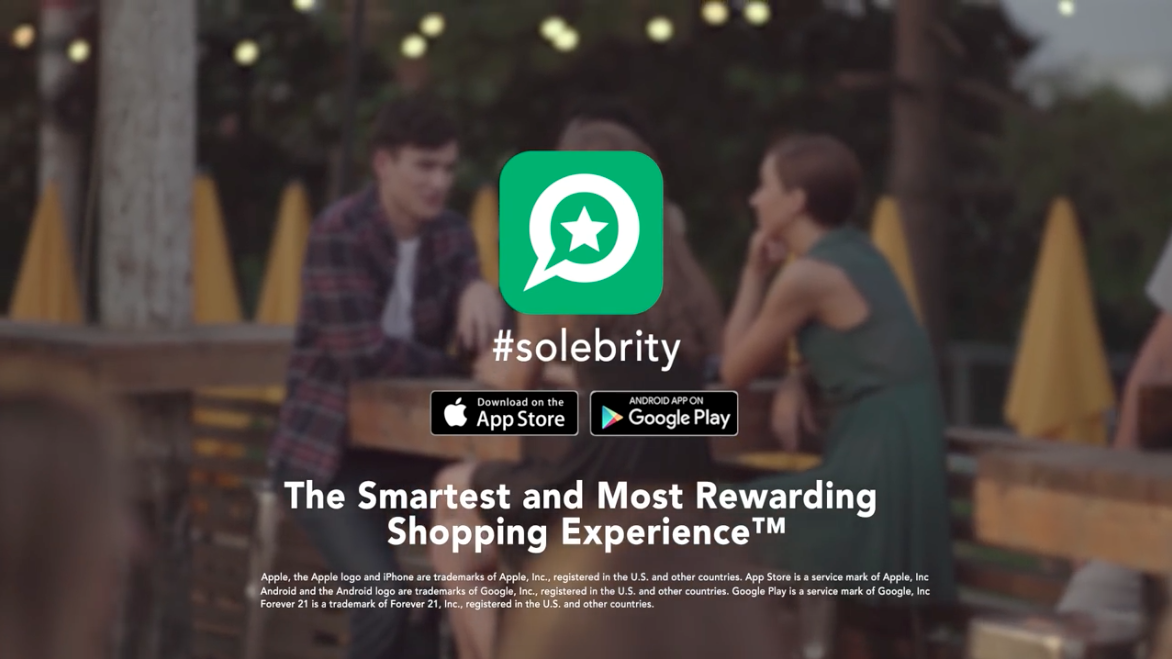 #solebrity
Download on the
App Store
ANDROID APP ON
Google Play
The Smartest and Most Rewarding
Shopping Experience™
Apple, the Apple logo and iPhone are trademarks of Apple, Inc., registered in the U.S. and other countries. App Store is a service mark of Apple, Inc
Android and the Android logo are trademarks of Google, Inc., registered in the U.S. and other countries. Google Play is a service mark of Google, Inc
Forever 21 is a trademark of Forever 21, Inc., registered in the U.S. and other countries.